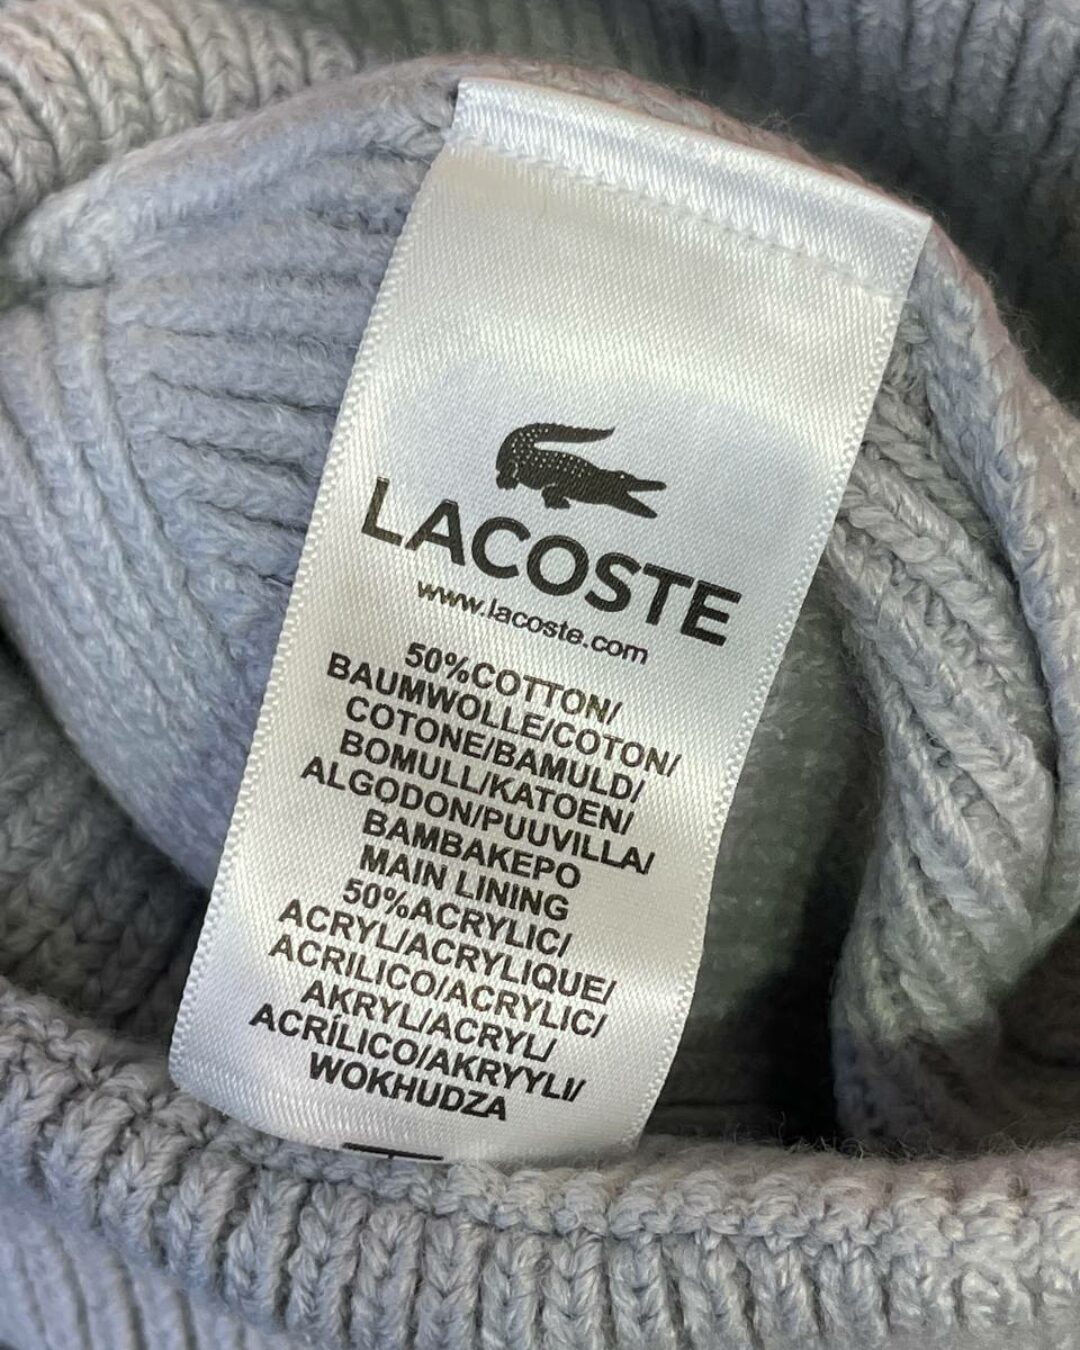 LACOSTE
www.lacoste.com
50%COTTON/
BAUMWOLLE/COTON/
COTONE/BAMULD/
BOMULL/KATOEN/
ALGODON/PUUVILLA/
BAMBAKEPO
MAIN LINING
50%ACRYLIC/
ACRYL/ACRYLIQUE/
ACRILICO/ACRYLIC/
AKRYL/ACRYL/
ACRÍLICO/AKRYYLI/
WOKHUDZA